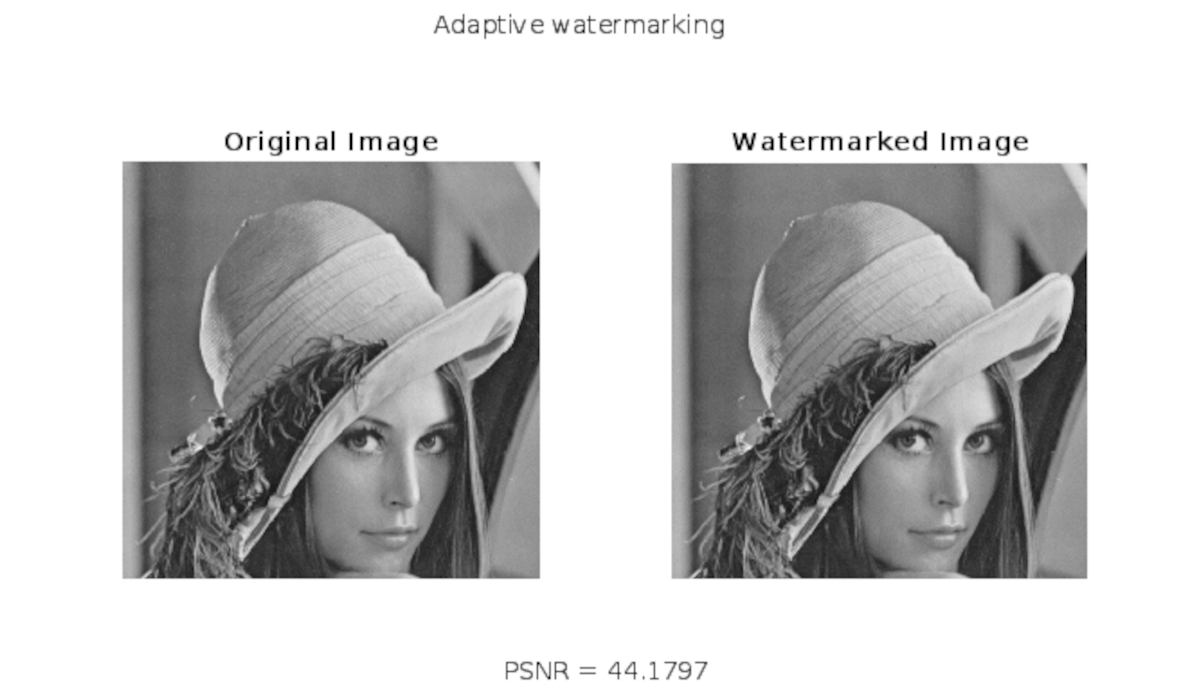 Adaptive watermarking
Original Image
Watermarked Image
PSNR = 44.1797